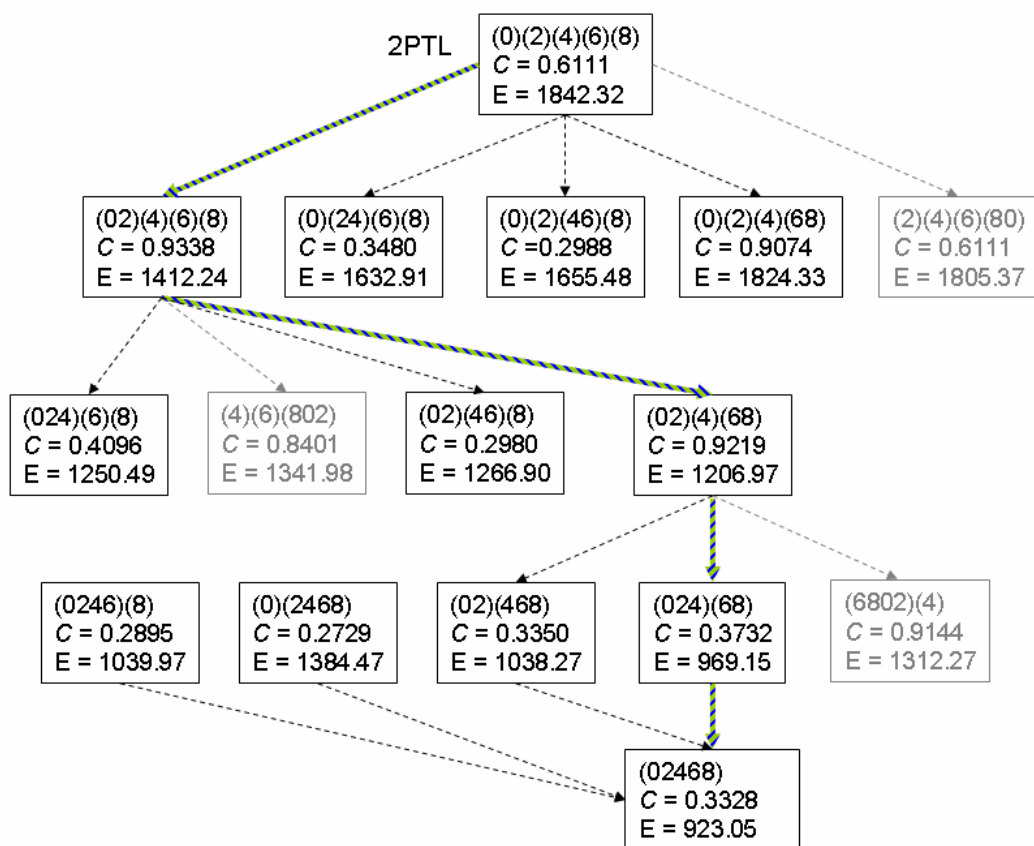 2PTL
(0)(2)(4)(6)(8)
C = 0.6111
E = 1842.32
(02)(4)(6)(8)
C = 0.9338
E = 1412.24
(0)(24)(6)(8)
C = 0.3480
E = 1632.91
(0)(2)(46)(8)
C =0.2988
E = 1655.48
(0)(2)(4)(68)
C = 0.9074
E = 1824.33
(2)(4)(6)(80)
C = 0.6111
E = 1805.37
(024)(6)(8)
C = 0.4096
E = 1250.49
(4)(6)(802)
C = 0.8401
E = 1341.98
(02)(46)(8)
C = 0.2980
E = 1266.90
(02)(4)(68)
C = 0.9219
E = 1206.97
(0246)(8)
C = 0.2895
E = 1039.97
(0)(2468)
C = 0.2729
E = 1384.47
(02)(468)
C = 0.3350
E = 1038.27
(024)(68)
C = 0.3732
E = 969.15
(6802)(4)
C = 0.9144
E = 1312.27
(02468)
C = 0.3328
E = 923.05